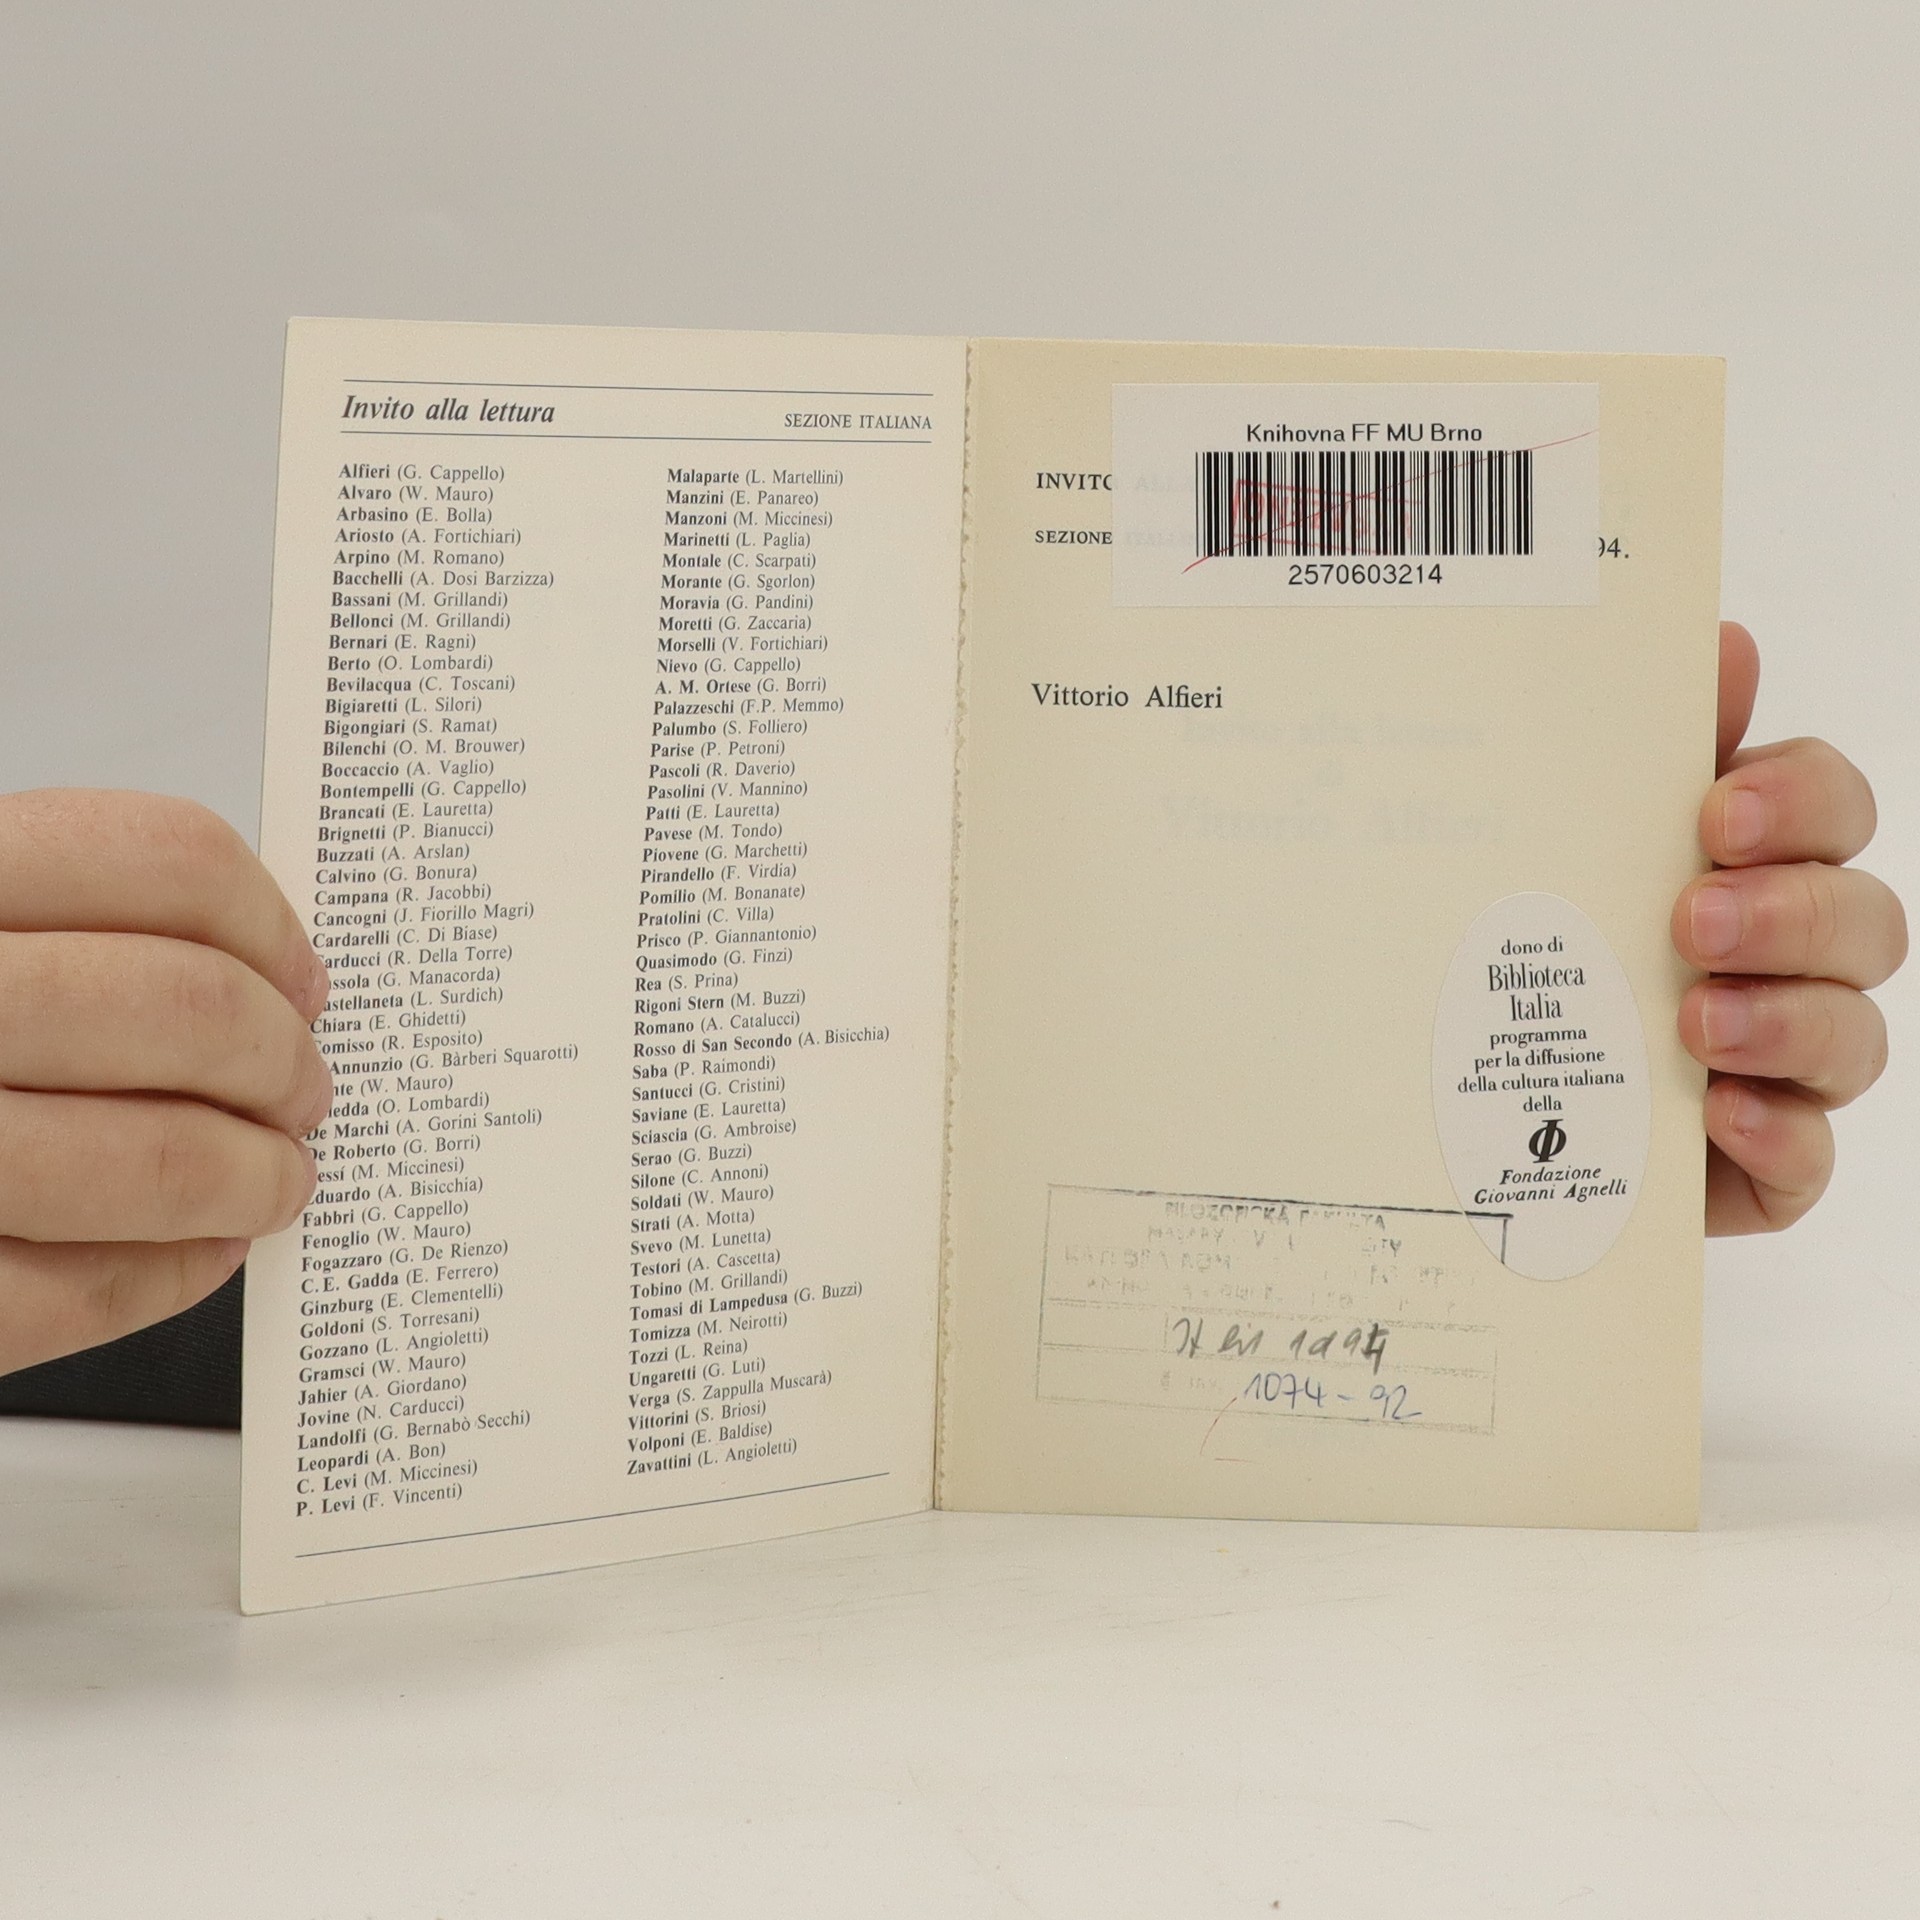 Invito alla lettura SEZIONE ITALIANA
Alfieri (G. Cappello)
Alvaro (W. Mauro)
Arbasino (E. Bolla)
Ariosto (A. Fortichiari)
Arpino (M. Romano)
Bacchelli (A. Dosi Barzizza)
Bassani (M. Grillandi)
Bellonci (M. Grillandi)
Bernari (E. Ragni)
Berto (O. Lombardi)
Bevilacqua (C. Toscani)
Bigiaretti (L. Silori)
Bigongiari (S. Ramat)
Bilenchi (O. M. Brouwer)
Boccaccio (A. Vaglio)
Bontempelli (G. Cappello)
Brancati (E. Lauretta)
Brignetti (P. Bianucci)
Buzzati (A. Arslan)
Calvino (G. Bonura)
Campana (R. Jacobbi)
Cancogni (J. Fiorillo Magri)
Cardarelli (C. Di Biase)
arducci (R. Della Torre)
ssola (G. Manacorda)
astellaneta (L. Surdich)
Chiara (E. Ghidetti)
omisso (R. Esposito)
Annunzio (G. Bàrberi Squarotti)
nte (W. Mauro)
ledda (O. Lombardi)
De Marchi (A. Gorini Santoli)
De Roberto (G. Borri)
essí (M. Miccinesi)
Eduardo (A. Bisicchia)
Fabbri (G. Cappello)
Fenoglio (W. Mauro)
Fogazzaro (G. De Rienzo)
C.E. Gadda (E. Ferrero)
Ginzburg (E. Clementelli)
Goldoni (S. Torresani)
Gozzano (L. Angioletti)
Gramsci (W. Mauro)
Jahier (A. Giordano)
Jovine (N. Carducci)
Landolfi (G. Bernabò Secchi)
Leopardi (A. Bon)
C. Levi (M. Miccinesi)
P. Levi (F. Vincenti)
Malaparte (L. Martellini)
Manzini (E. Panareo)
Manzoni (M. Miccinesi)
Marinetti (L. Paglia)
Montale (C. Scarpati)
Morante (G. Sgorlon)
Moravia (G. Pandini)
Moretti (G. Zaccaria)
Morselli (V. Fortichiari)
Nievo (G. Cappello)
A. M. Ortese (G. Borri)
Palazzeschi (F.P. Memmo)
Palumbo (S. Folliero)
Parise (P. Petroni)
Pascoli (R. Daverio)
Pasolini (V. Mannino)
Patti (E. Lauretta)
Pavese (M. Tondo)
Piovene (G. Marchetti)
Pirandello (F. Virdia)
Pomilio (M. Bonanate)
Pratolini (C. Villa)
Prisco (P. Giannantonio)
Quasimodo (G. Finzi)
Rea (S. Prina)
Rigoni Stern (M. Buzzi)
Romano (A. Catalucci)
Rosso di San Secondo (A. Bisicchia)
Saba (P. Raimondi)
Santucci (G. Cristini)
Saviane (E. Lauretta)
Sciascia (G. Ambroise)
Serao (G. Buzzi)
Silone (C. Annoni)
Soldati (W. Mauro)
Strati (A. Motta)
Svevo (M. Lunetta)
Testori (A. Cascetta)
Tobino (M. Grillandi)
Tomasi di Lampedusa (G. Buzzi)
Tomizza (M. Neirotti)
Tozzi (L. Reina)
Ungaretti (G. Luti)
Verga (S. Zappulla Muscarà)
Vittorini (S. Briosi)
Volponi (E. Baldise)
Zavattini (L. Angioletti)
Knihovna FF MU Brno
INVITO ALLA
SEZIONE 94.
2570603214
Vittorio Alfieri
dono di
Biblioteca
Italia
programma
per la diffusione
della cultura italiana
della
Φ
Fondazione
Giovanni Agnelli
FILOZOFICKÁ FAKULTA
1074-92